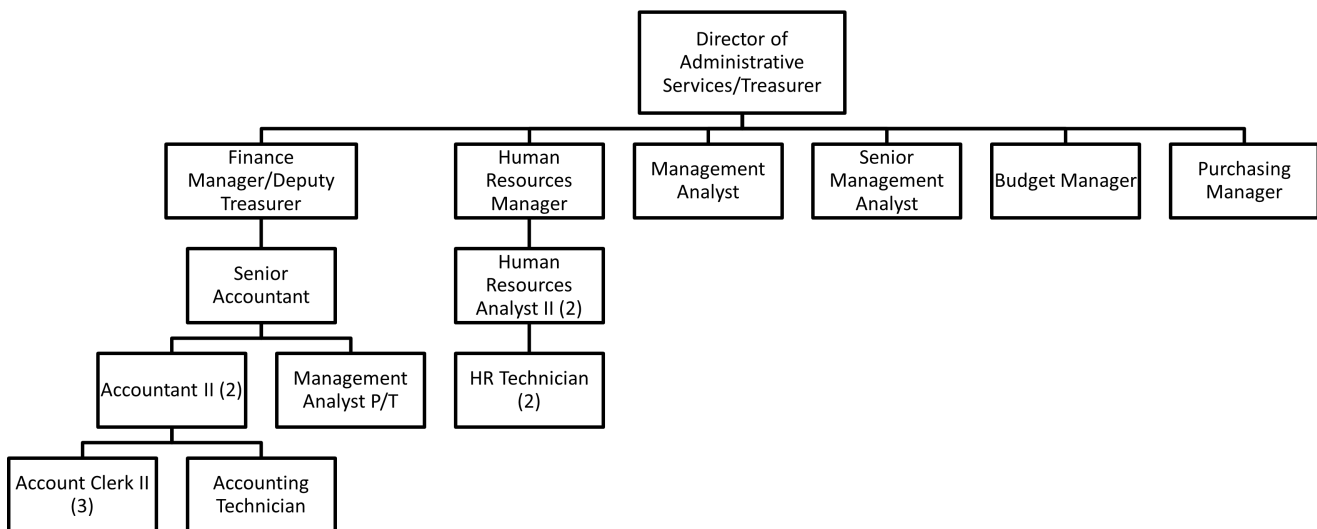 Director of
Administrative
Services/Treasurer
Finance
Manager/Deputy
Treasurer
Human
Resources
Manager
Management
Analyst
Senior
Management
Analyst
Budget Manager
Purchasing
Manager
Senior
Accountant
Human
Resources
Analyst II (2)
Accountant II (2)
Management
Analyst P/T
HR Technician
(2)
Account Clerk II
(3)
Accounting
Technician